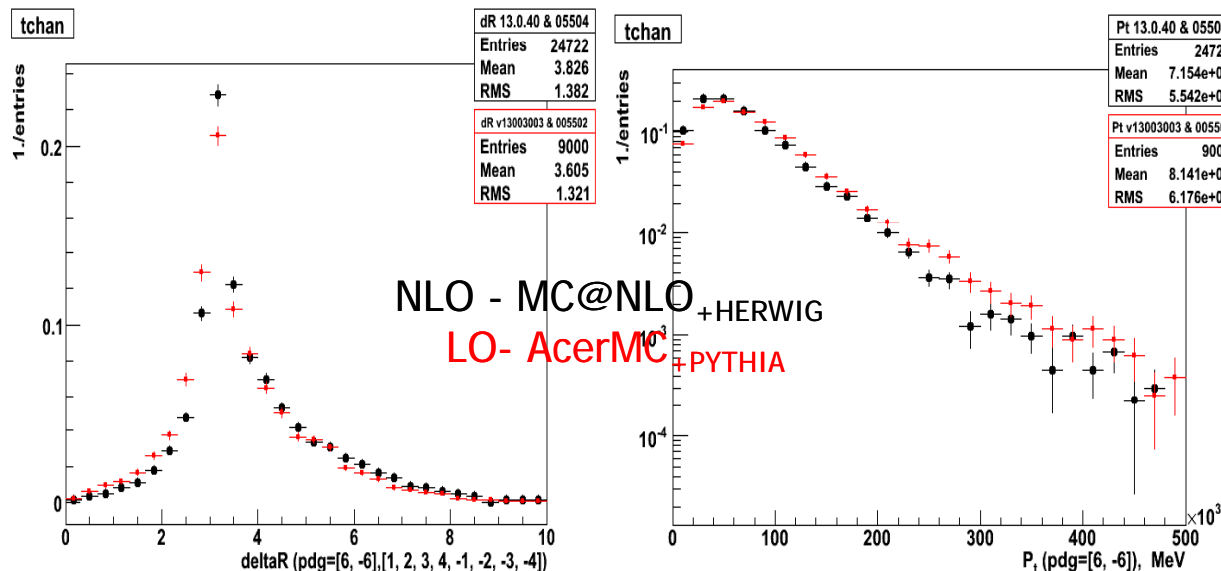 tchan
dR 13.0.40 & 05504
Entries 24722
Mean 3.826
RMS 1.382
dR v13003003 & 005502
Entries 9000
Mean 3.605
RMS 1.321
1./entries
0.2
0.1
0
0 2 4 6 8 10
deltaR (pdg=[6, -6],[1, 2, 3, 4, -1, -2, -3, -4])
NLO - MC@NLO+HERWIG
LO- AcerMC+PYTHIA
tchan
Pt 13.0.40 & 0550
Entries 2472
Mean 7.154e+0
RMS 5.542e+0
Pt v13003003 & 00550
Entries 900
Mean 8.141e+0
RMS 6.176e+0
1./entries
10-1
10-2
10-3
10-4
0 100 200 300 400 500
×10³
Pt (pdg=[6, -6]), MeV